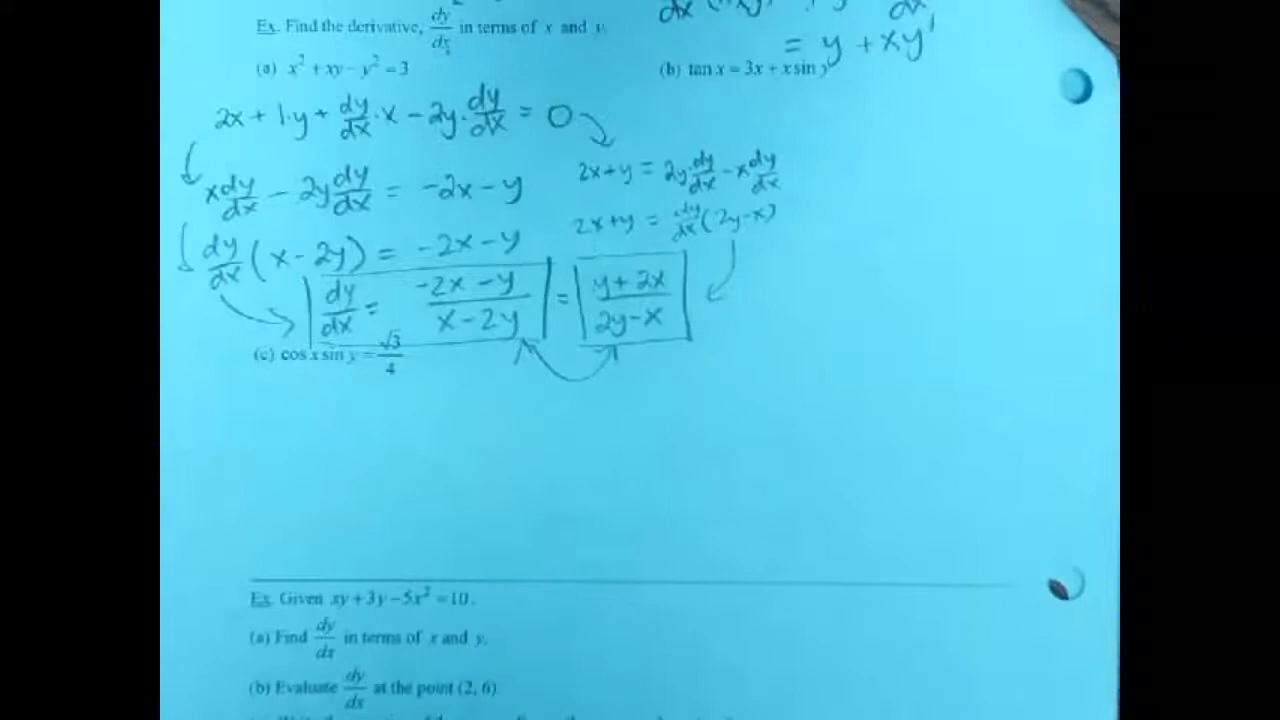 Ex. Find the derivative, dy/dx in terms of x and y.
= y + xy'
(a) x² + xy – y² = 3
(b) tan x = 3x + x sin y
2x + 1·y + dy/dx · x – 2y · dy/dx = 0
x dy/dx – 2y dy/dx = -2x – y
2x+y = 2y · dy/dx – x dy/dx
2x+y = dy/dx (2y-x)
dy/dx (x – 2y) = -2x – y
dy/dx = -2x – y / x – 2y = y + 2x / 2y – x
(c) cos x sin y = √3/4
Ex. Given xy + 3y – 5x² = 10.
(a) Find dy/dx in terms of x and y.
(b) Evaluate dy/dx at the point (2, 6)